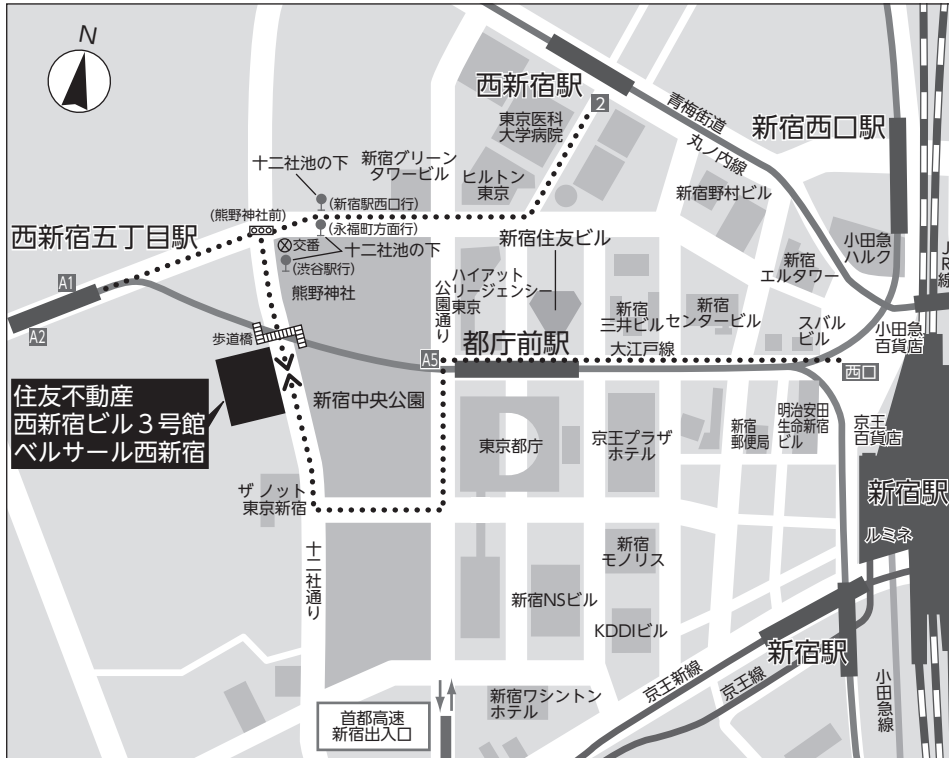 N
西新宿駅
2
青梅街道
丸ノ内線
新宿西口駅
東京医科
大学病院
十二社池の下
新宿グリーン
タワービル
ヒルトン
東京
新宿野村ビル
(新宿駅西口行)
(熊野神社前)
(永福町方面行)
西新宿五丁目駅
交番
十二社池の下
(渋谷駅行)
熊野神社
新宿住友ビル
小田急
ハルク
新宿
エルタワー
JR線
A1
A2
ハイアット
リージェンシー
東京
公園通り
新宿
三井ビル
新宿
センタービル
スバル
ビル
小田急
百貨店
歩道橋
A5
都庁前駅
大江戸線
西口
住友不動産
西新宿ビル3号館
ベルサール西新宿
新宿中央公園
東京都庁
京王プラザ
ホテル
新宿
郵便局
明治安田
生命新宿
ビル
京王
百貨店
新宿駅
ルミネ
ザ ノット
東京新宿
十二社通り
新宿
モノリス
新宿NSビル
KDDIビル
新宿駅
京王新線
京王線
小田急線
新宿ワシントン
ホテル
首都高速
新宿出入口